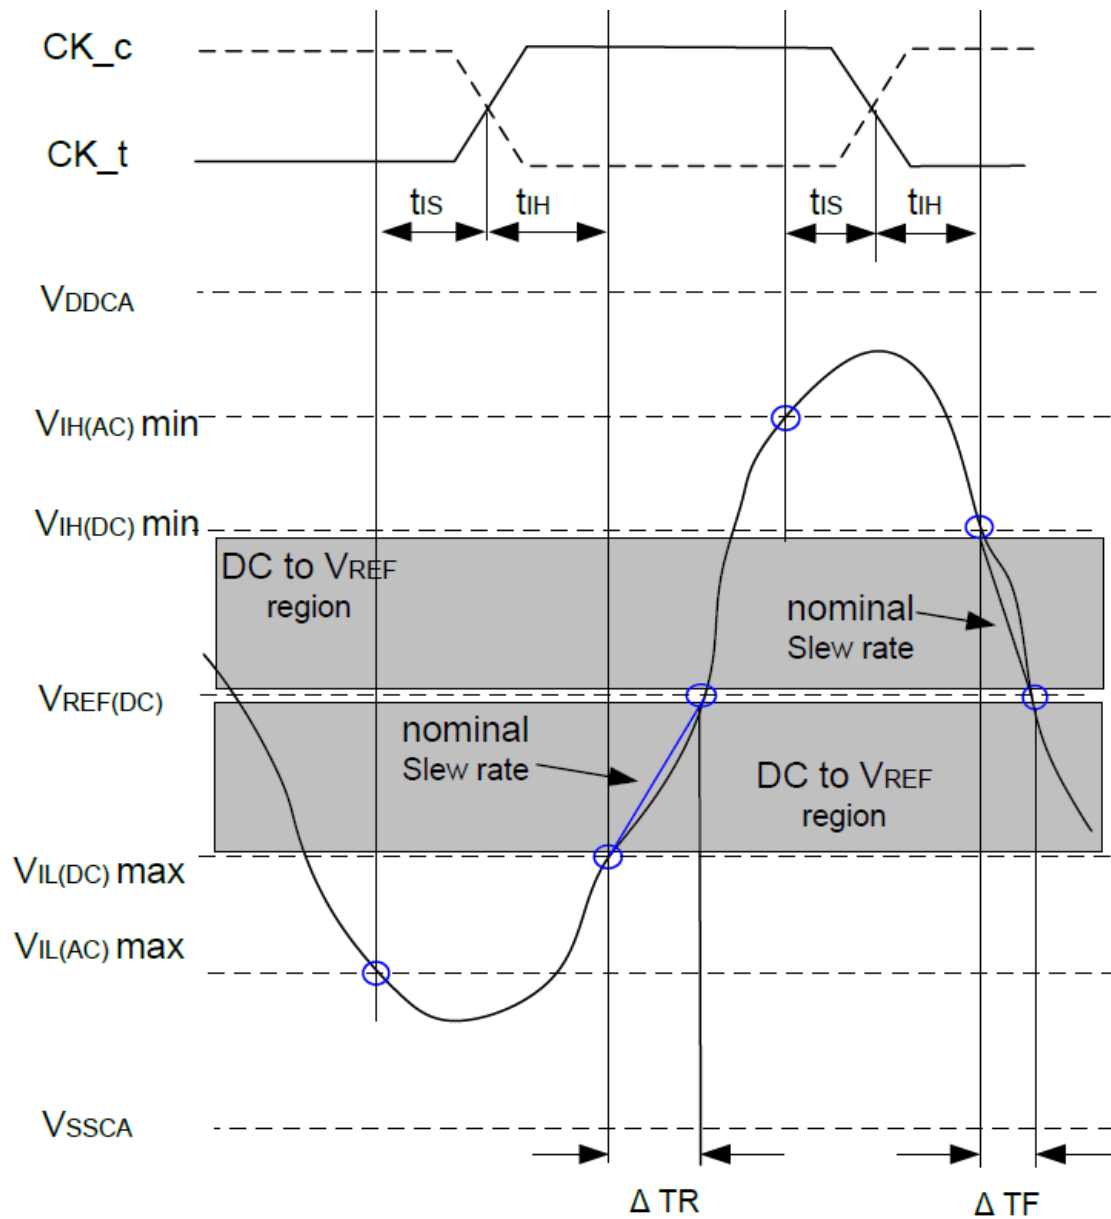 CK_c
CK_t
tIS tIH tIS tIH
VDDCA
VIH(AC) min
VIH(DC) min
DC to VREF
region
nominal
Slew rate
VREF(DC)
nominal
Slew rate
DC to VREF
region
VIL(DC) max
VIL(AC) max
VSSCA
Δ TR Δ TF